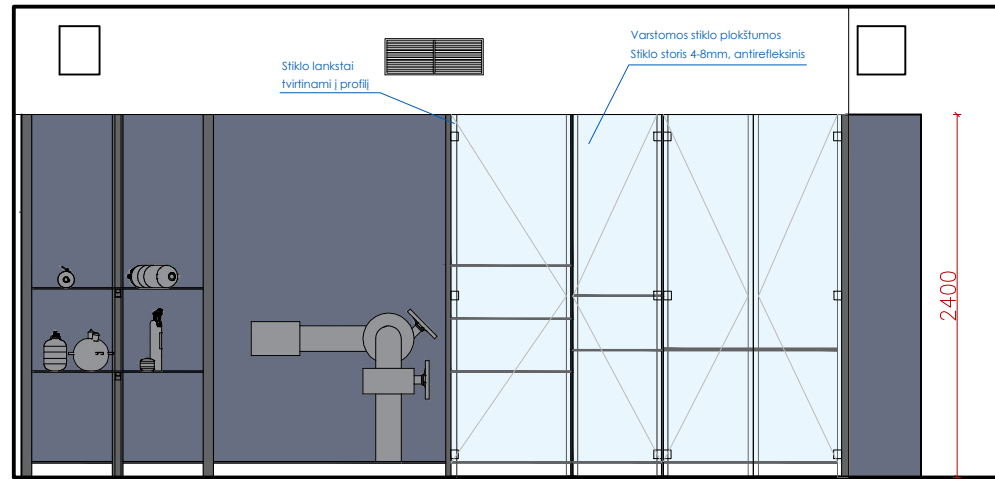 Varstomos stiklo plokštumos
Stiklo storis 4-8mm, antirefleksinis
Stiklo lankstai
tvirtinami į profilį
2400